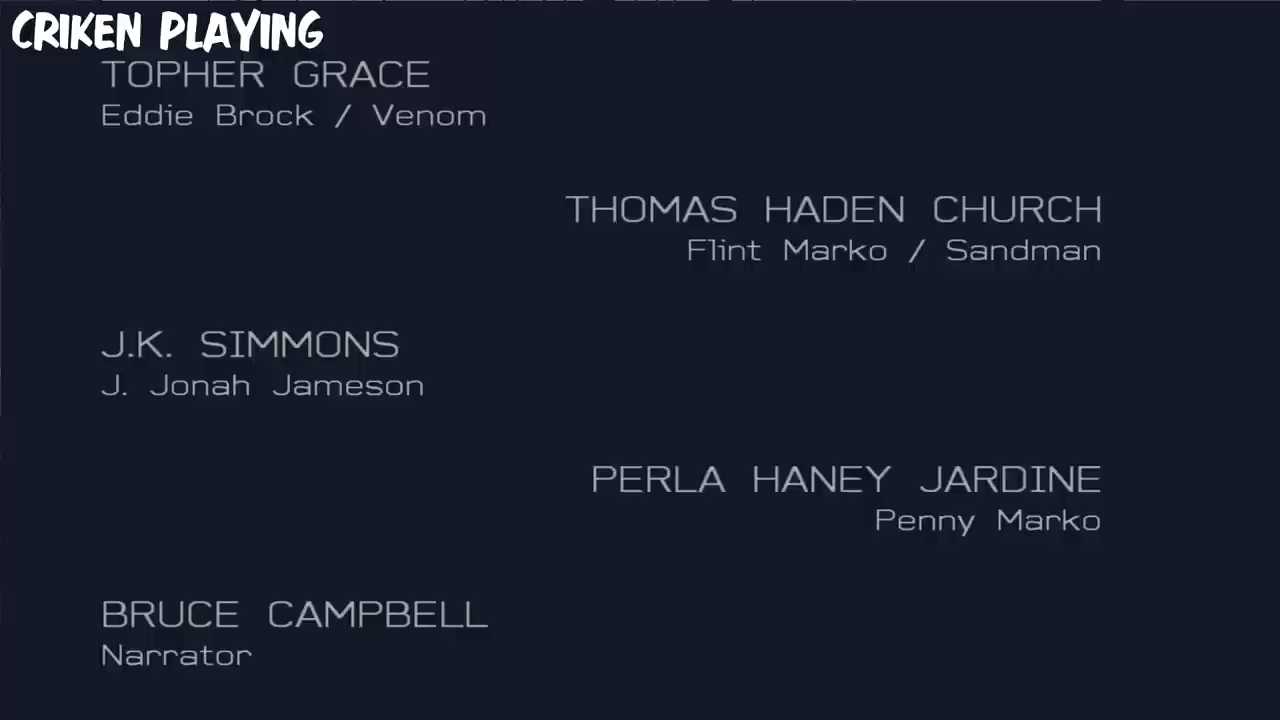 CRIKEN PLAYING
TOPHER GRACE
Eddie Brock / Venom
THOMAS HADEN CHURCH
Flint Marko / Sandman
J.K. SIMMONS
J. Jonah Jameson
PERLA HANEY JARDINE
Penny Marko
BRUCE CAMPBELL
Narrator